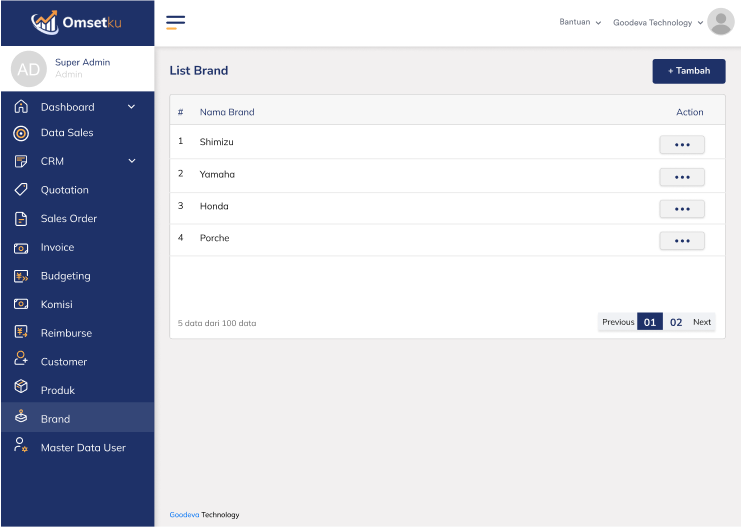 Omsetku
Bantuan
Goodeva Technology
AD
Super Admin
Admin
Dashboard
Data Sales
CRM
Quotation
Sales Order
Invoice
Budgeting
Komisi
Reimburse
Customer
Produk
Brand
Master Data User
List Brand
+ Tambah
# Nama Brand Action
1 Shimizu
2 Yamaha
3 Honda
4 Porche
5 data dari 100 data
Previous 01 02 Next
Goodeva Technology